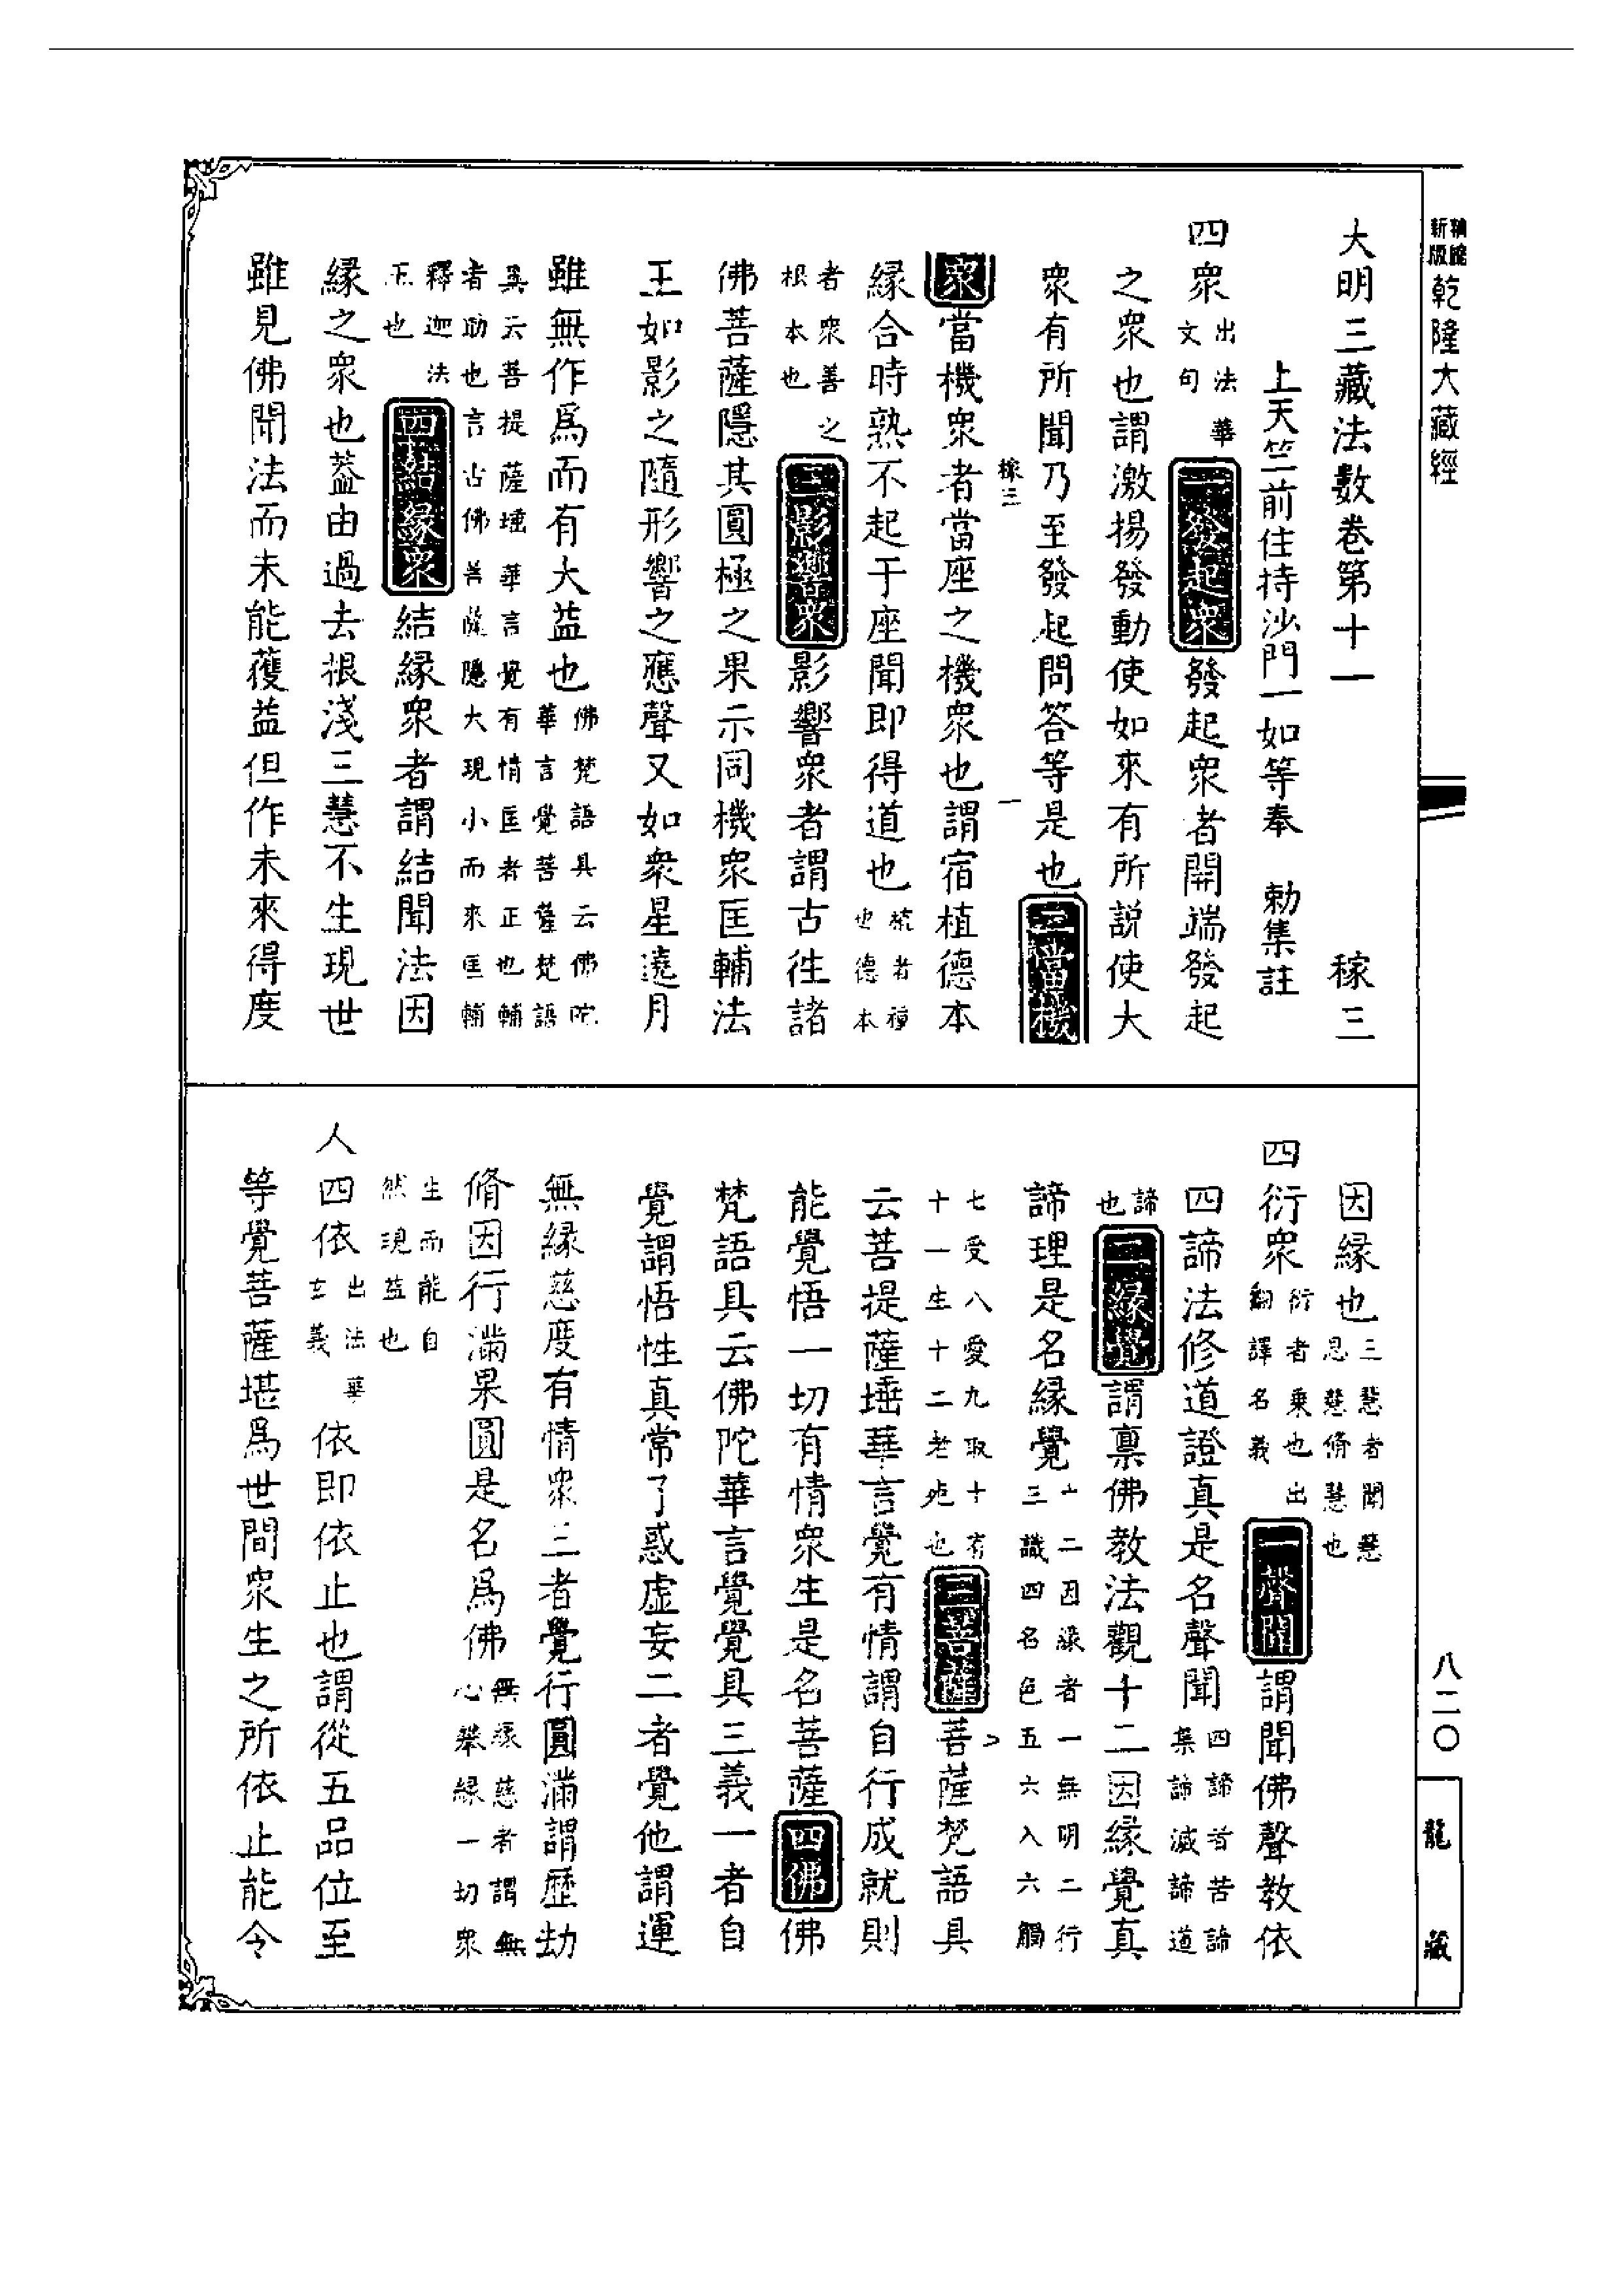 新版
乾隆大藏經
大明三藏法數卷第十一　稼三
上天竺前住持沙門一如等奉　勅集註
四衆出法華文句一發起衆發起衆者開端發起
之衆也謂激揚發動使如來有所説使大
衆有所聞乃至發起問答等是也二當機
稼三　一
衆當機衆者當座之機衆也謂宿植德本
緣合時熟不起于座聞即得道也植者種也德本
者衆善之根本也三影響衆影響衆者謂古徃諸
佛菩薩隱其圓極之果示同機衆匡輔法
王如影之隨形響之應聲又如衆星遶月
雖無作爲而有大益也佛梵語具云佛陀華言覺菩薩梵語
具云菩提薩埵華言覺有情匡者正也輔者助也言古佛菩薩隱大現小而來匡輔
釋迦法王也四結緣衆結緣衆者謂結聞法因
緣之衆也葢由過去根淺三慧不生現世
雖見佛聞法而未能獲益但作未來得度
因緣也三慧者聞慧思慧脩慧也
四衍衆衍者乘也出翻譯名義一聲聞謂聞佛聲教依
四諦法修道證真是名聲聞四諦者苦諦集諦滅諦道
諦也二緣覺謂稟佛教法觀十二因緣覺真
諦理是名緣覺十二因緣者一無明二行三識四名色五六入六觸
七受八愛九取十有十一生十二老死也三菩薩菩薩梵語具
云菩提薩埵華言覺有情謂自行成就則
能覺悟一切有情衆生是名菩薩四佛佛
梵語具云佛陀華言覺覺具三義一者自
覺謂悟性真常了惑虛妄二者覺他謂運
無緣慈度有情衆三者覺行圓滿謂歷劫
脩因行滿果圓是名爲佛無緣慈者謂無心攀緣一切衆
生而能自然現益也
人四依出法華玄義依即依止也謂從五品位至
等覺菩薩堪爲世間衆生之所依止能令
八二〇
龍藏